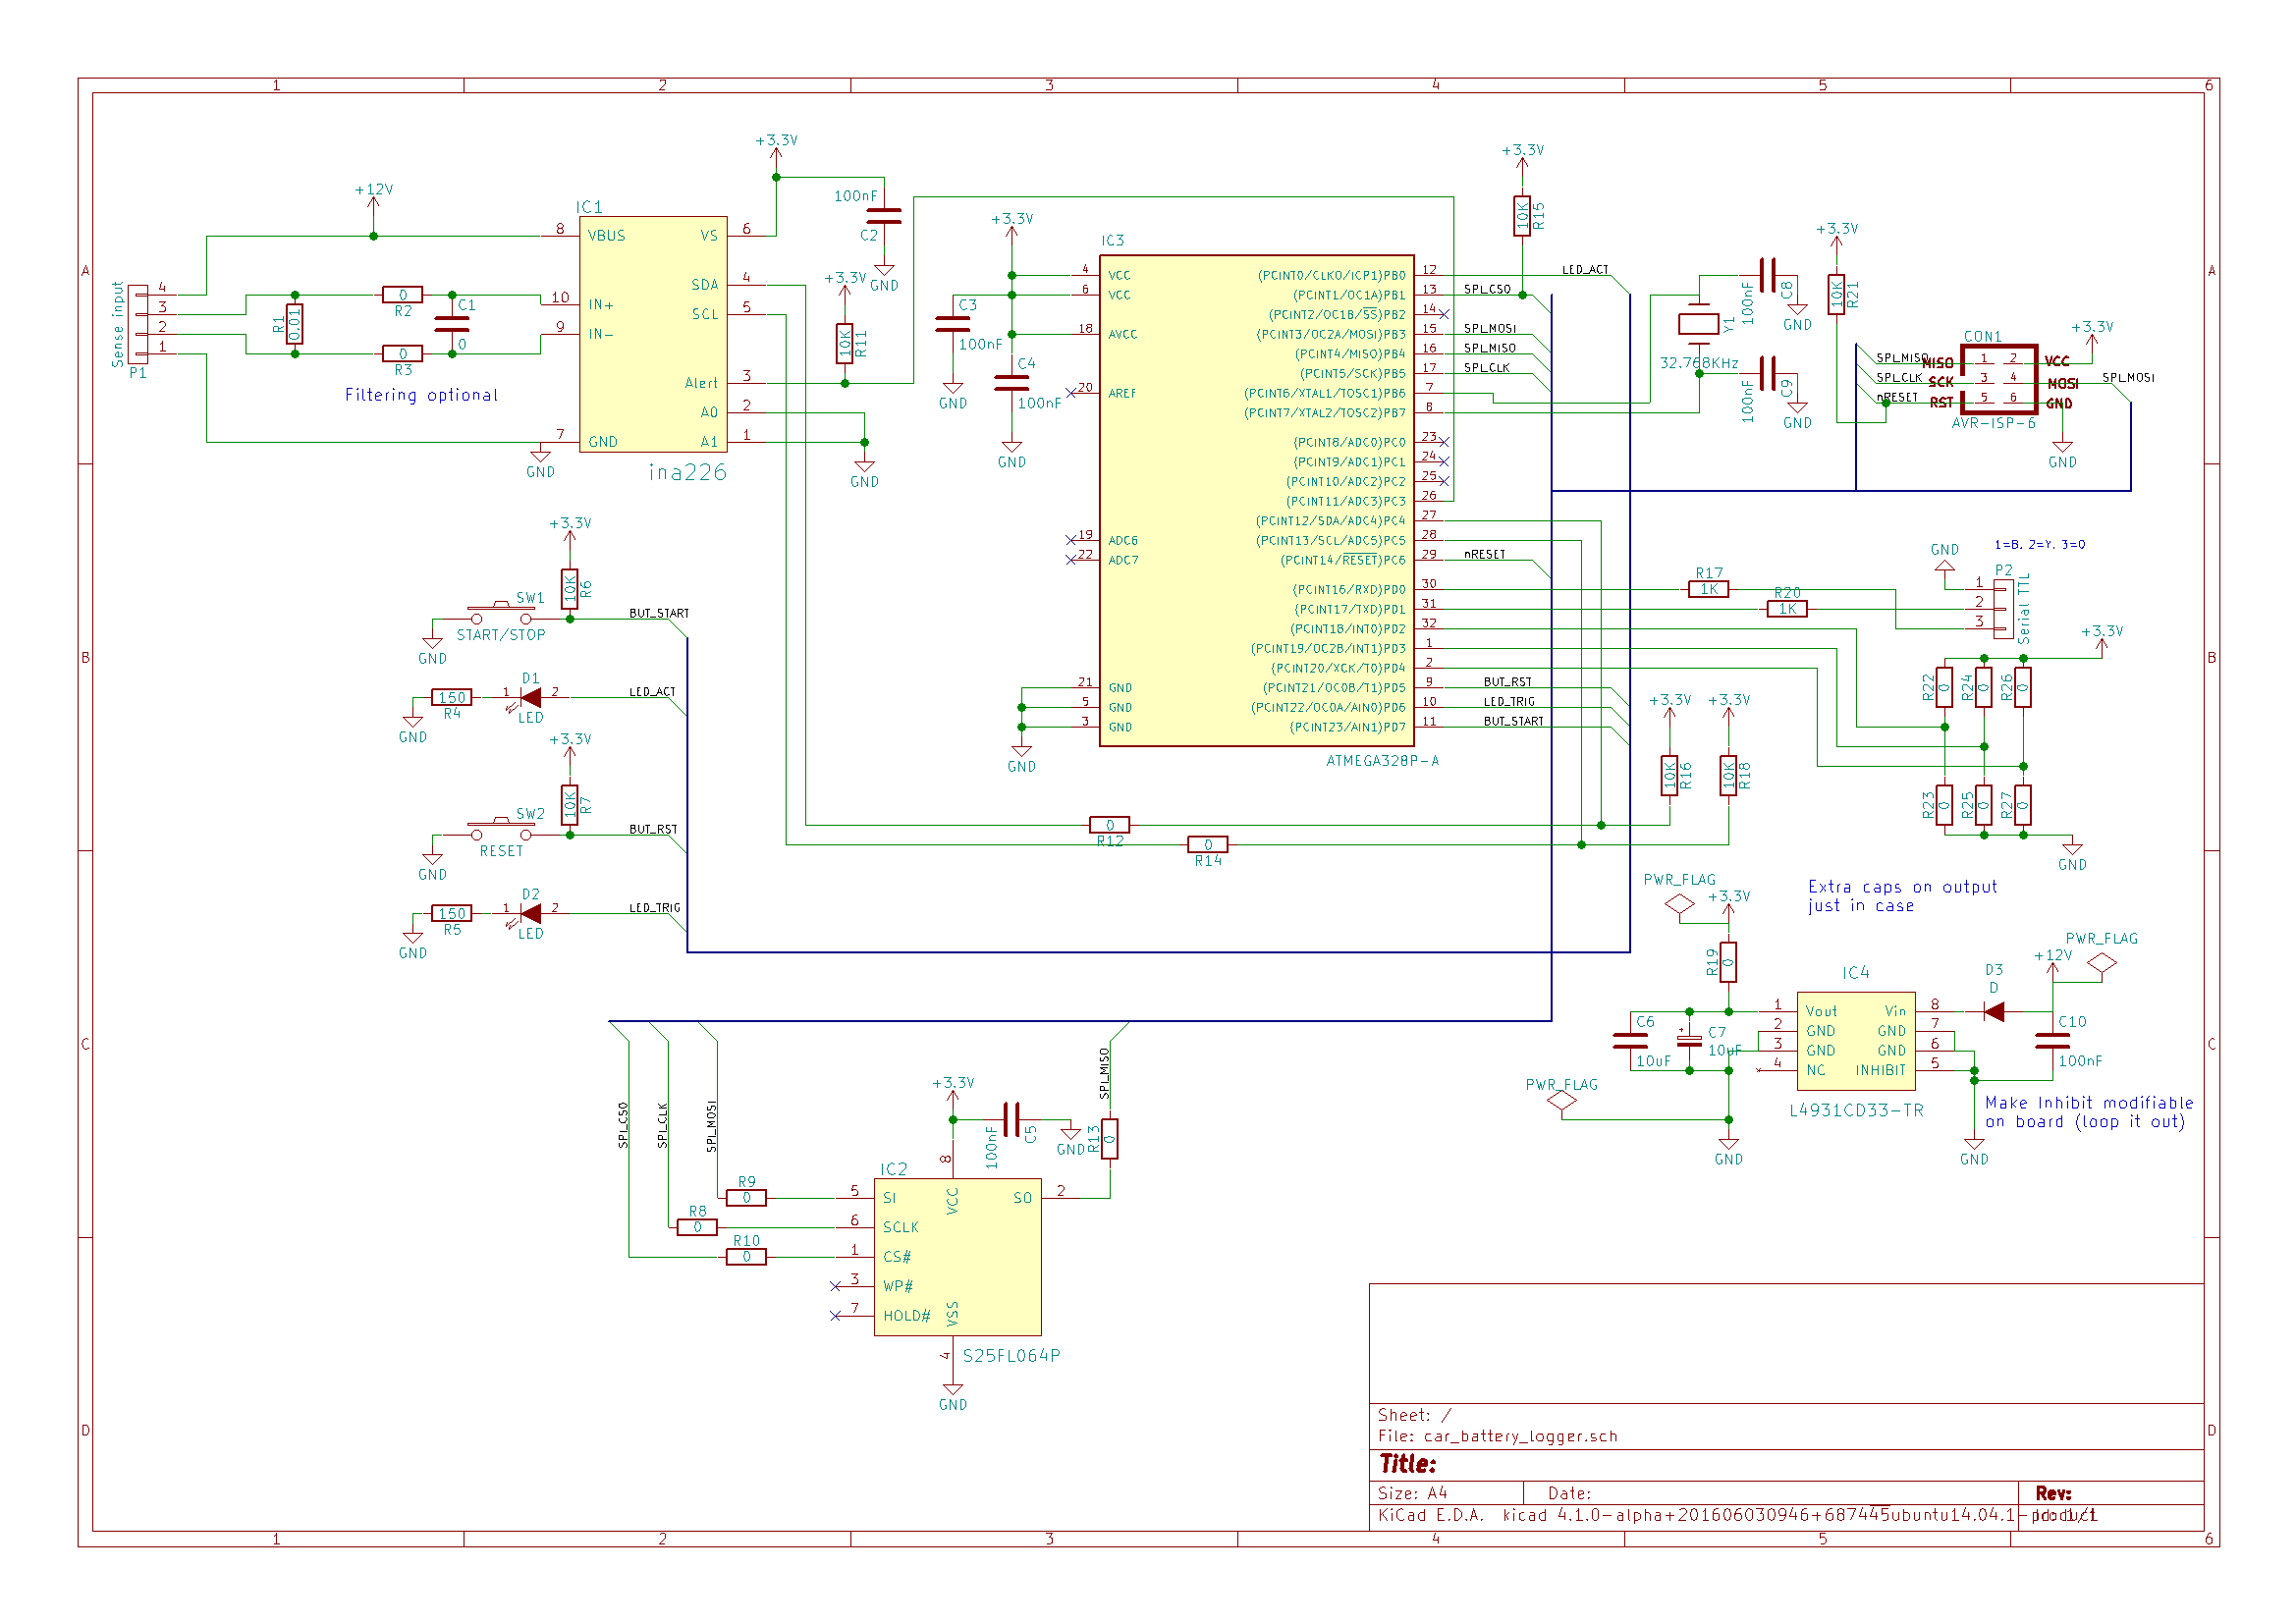 1 2 3 4 5 6
A
B
C
D
+12V
Sense input
P1
4
3
2
1
R1
0.01
0
R2
0
R3
C1
0
Filtering optional
IC1
8 VBUS
10 IN+
9 IN-
7 GND
VS 6
SDA 4
SCL 5
Alert 3
A0 2
A1 1
ina226
GND
+3.3V
100nF
C2
GND
+3.3V
10K
R11
GND
+3.3V
C3
100nF
GND
C4
100nF
GND
IC3
4 VCC
6 VCC
18 AVCC
20 AREF
19 ADC6
22 ADC7
21 GND
5 GND
3 GND
GND
(PCINT0/CLKO/ICP1)PB0 12
(PCINT1/OC1A)PB1 13
(PCINT2/OC1B/SS)PB2 14
(PCINT3/OC2A/MOSI)PB3 15
(PCINT4/MISO)PB4 16
(PCINT5/SCK)PB5 17
(PCINT6/XTAL1/TOSC1)PB6 7
(PCINT7/XTAL2/TOSC2)PB7 8
(PCINT8/ADC0)PC0 23
(PCINT9/ADC1)PC1 24
(PCINT10/ADC2)PC2 25
(PCINT11/ADC3)PC3 26
(PCINT12/SDA/ADC4)PC4 27
(PCINT13/SCL/ADC5)PC5 28
(PCINT14/RESET)PC6 29
(PCINT16/RXD)PD0 30
(PCINT17/TXD)PD1 31
(PCINT18/INT0)PD2 32
(PCINT19/OC2B/INT1)PD3 1
(PCINT20/XCK/T0)PD4 2
(PCINT21/OC0B/T1)PD5 9
(PCINT22/OC0A/AIN0)PD6 10
(PCINT23/AIN1)PD7 11
ATMEGA328P-A
LED_ACT
SPI_CS0
SPI_MOSI
SPI_MISO
SPI_CLK
nRESET
BUT_RST
LED_TRIG
BUT_START
+3.3V
10K
R15
Y1
32.768KHz
100nF
C8
GND
100nF
C9
GND
+3.3V
10K
R21
CON1
SPI_MISO
SPI_CLK
nRESET
MISO 1 2 VCC
SCK 3 4 MOSI
RST 5 6 GND
AVR-ISP-6
+3.3V
SPI_MOSI
GND
GND
1=B, 2=Y, 3=O
P2
1
2
3
Serial TTL
R17
1K
R20
1K
+3.3V
R22
0
R24
0
R26
0
R23
0
R25
0
R27
0
GND
+3.3V
10K
R6
SW1
START/STOP
GND
BUT_START
D1
1 2
LED
150
R4
GND
LED_ACT
+3.3V
10K
R7
SW2
RESET
GND
BUT_RST
D2
1 2
LED
150
R5
GND
LED_TRIG
0
R12
0
R14
+3.3V
10K
R16
+3.3V
10K
R18
PWR_FLAG
+3.3V
R19
0
Extra caps on output
just in case
PWR_FLAG
+12V
D3
D
IC4
1 Vout
2 GND
3 GND
4 NC
Vin 8
GND 7
GND 6
INHIBIT 5
L4931CD33-TR
C6
10uF
C7
10uF
C10
100nF
PWR_FLAG
GND
GND
Make Inhibit modifiable
on board (loop it out)
SPI_CS0
SPI_CLK
SPI_MOSI
SPI_MISO
+3.3V
100nF
C5
GND
R13
0
IC2
R9
0
R8
0
R10
0
5 SI
6 SCLK
1 CS#
3 WP#
7 HOLD#
8 VCC
SO 2
4 VSS
S25FL064P
GND
Sheet: /
File: car_battery_logger.sch
Title:
Size: A4
Date:
Rev:
KiCad E.D.A. kicad 4.1.0-alpha+201606030946+687445ubuntu14.04.1-product
Id: 1/1
1 2 3 4 5 6
A
B
C
D